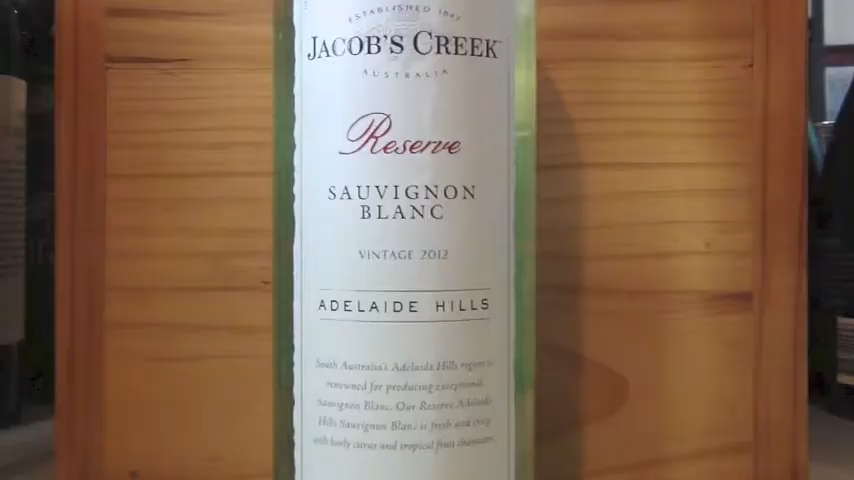 ESTABLISHED 1847
JACOB'S CREEK
AUSTRALIA
Reserve
SAUVIGNON
BLANC
VINTAGE 2012
ADELAIDE HILLS
South Australia's Adelaide Hills region is
renowned for producing exceptional
Sauvignon Blanc. Our Reserve Adelaide
Hills Sauvignon Blanc is fresh and crisp
with lively citrus and tropical fruit characters.